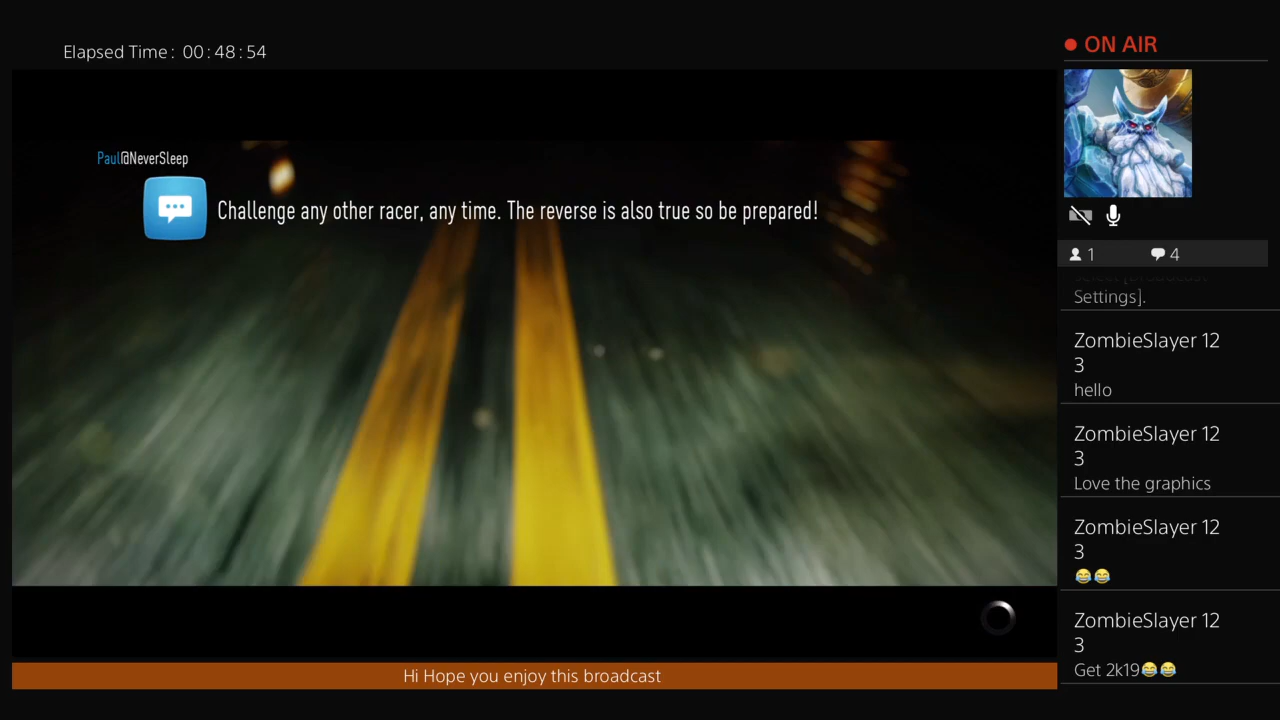 Elapsed Time: 00:48:54
ON AIR
Paul@NeverSleep
Challenge any other racer, any time. The reverse is also true so be prepared!
1
4
Settings].
ZombieSlayer 12
3
hello
ZombieSlayer 12
3
Love the graphics
ZombieSlayer 12
3
😂😂
ZombieSlayer 12
3
Get 2k19😂😂
Hi Hope you enjoy this broadcast